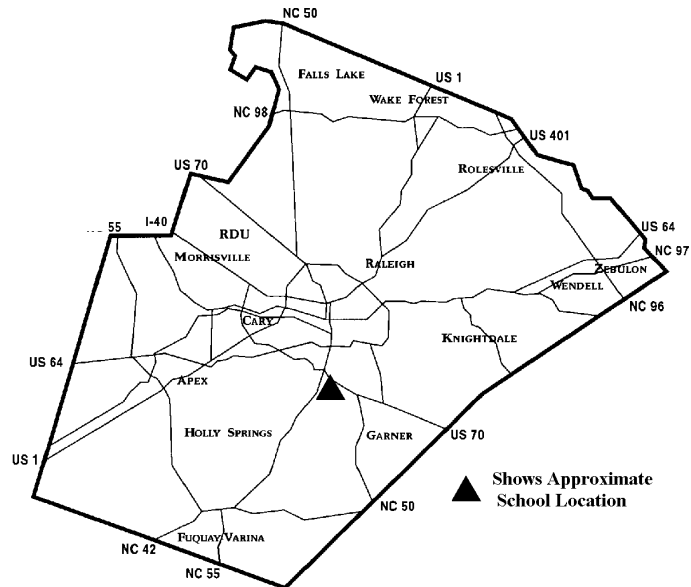 NC 50
FALLS LAKE
US 1
WAKE FOREST
NC 98
US 401
US 70
ROLESVILLE
55
I-40
RDU
US 64
MORRISVILLE
RALEIGH
NC 97
ZEBULON
WENDELL
NC 96
CARY
KNIGHTDALE
US 64
APEX
HOLLY SPRINGS
GARNER
US 70
US 1
Shows Approximate
School Location
NC 50
FUQUAY VARINA
NC 42
NC 55